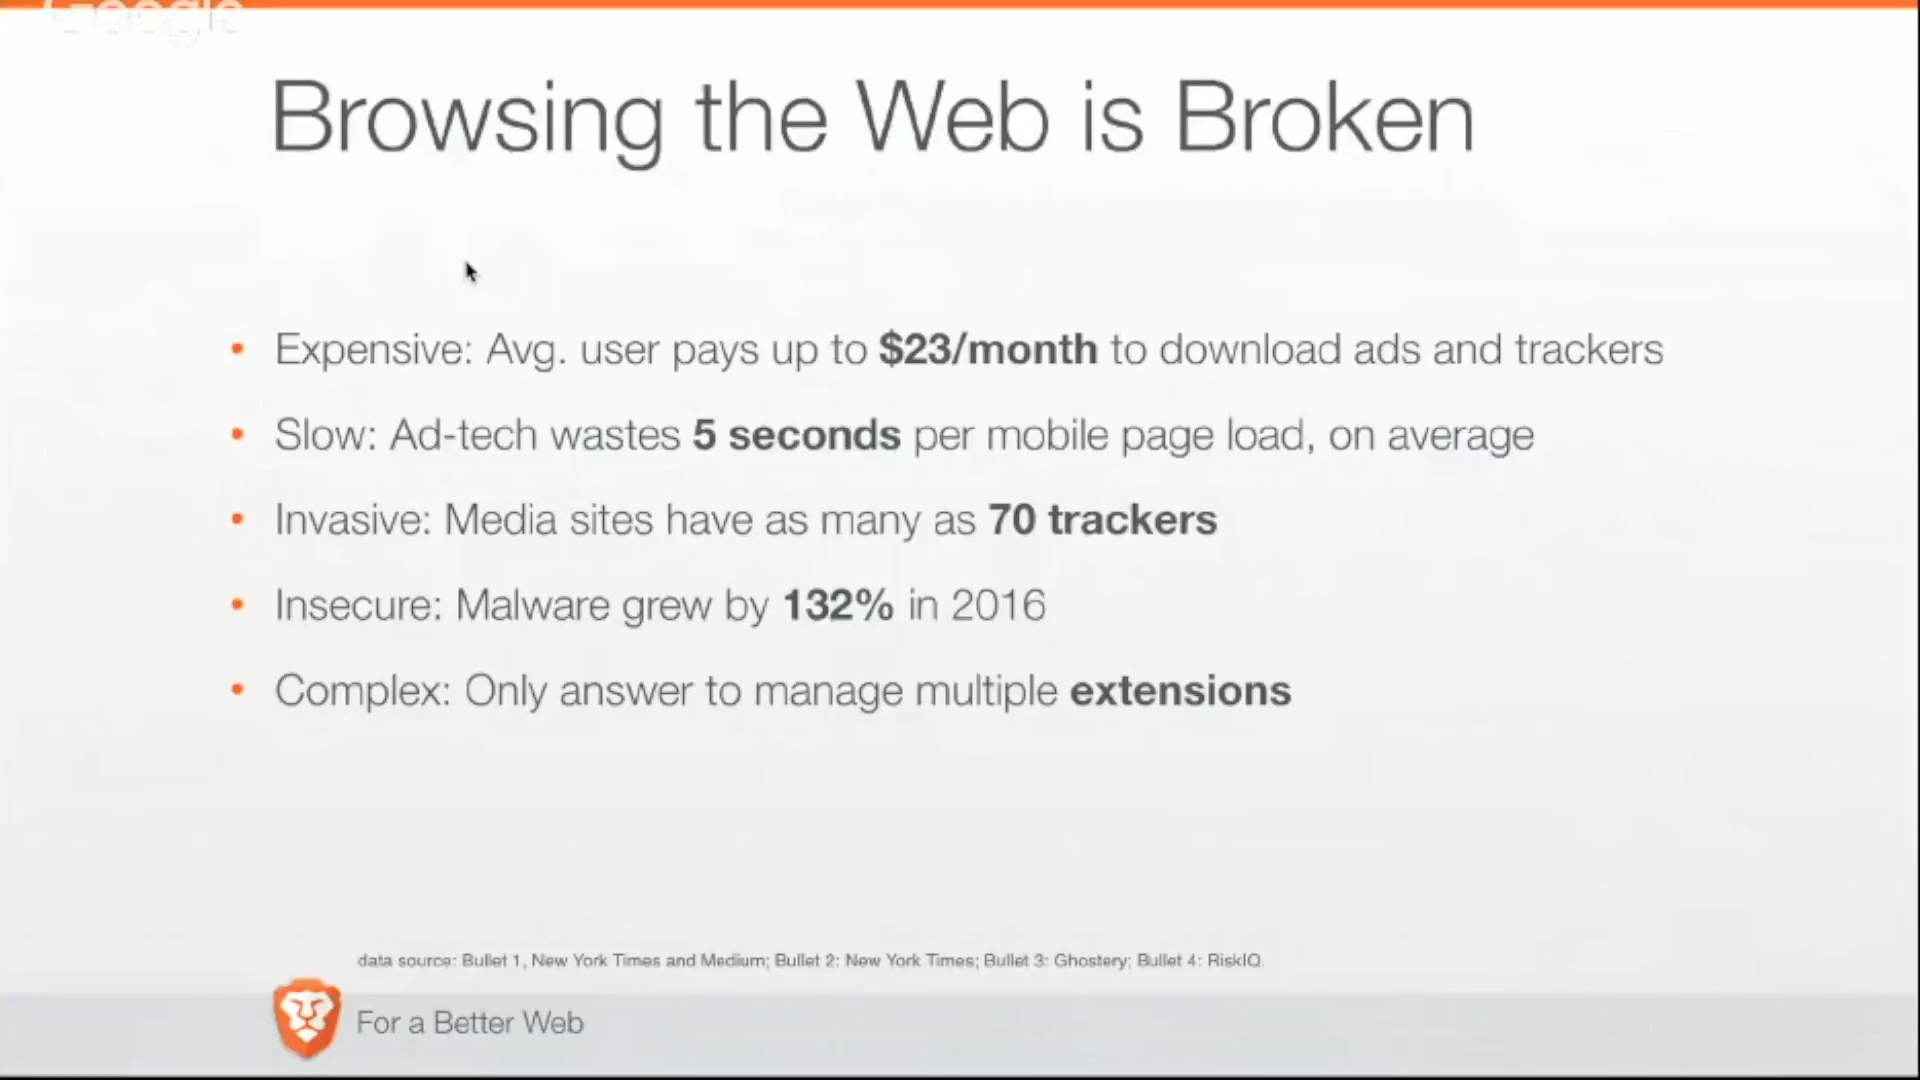 Google
Browsing the Web is Broken
• Expensive: Avg. user pays up to $23/month to download ads and trackers
• Slow: Ad-tech wastes 5 seconds per mobile page load, on average
• Invasive: Media sites have as many as 70 trackers
• Insecure: Malware grew by 132% in 2016
• Complex: Only answer to manage multiple extensions
data source: Bullet 1, New York Times and Medium; Bullet 2: New York Times; Bullet 3: Ghostery; Bullet 4: RiskIQ.
For a Better Web